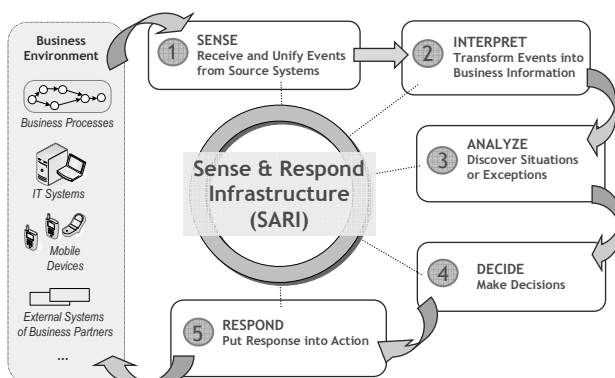 Business
Environment
Business Processes
IT Systems
Mobile
Devices
External Systems
of Business Partners
...
1
SENSE
Receive and Unify Events
from Source Systems
2
INTERPRET
Transform Events into
Business Information
3
ANALYZE
Discover Situations
or Exceptions
4
DECIDE
Make Decisions
5
RESPOND
Put Response into Action
Sense & Respond
Infrastructure
(SARI)